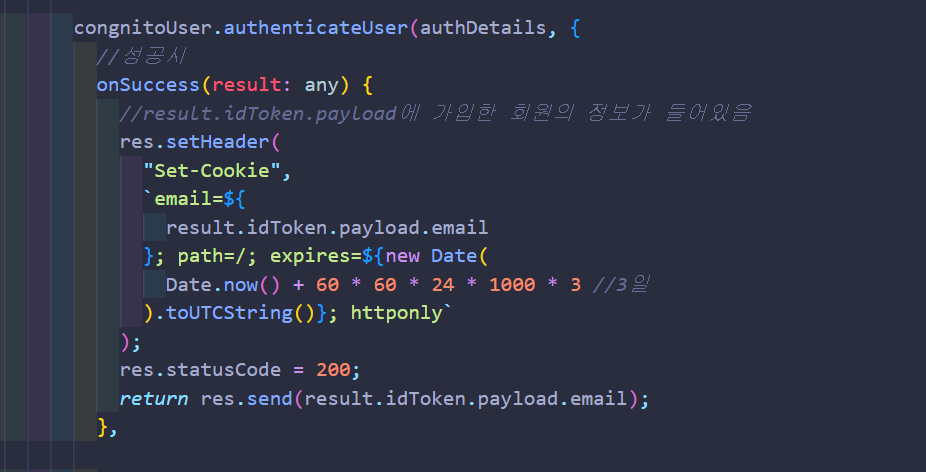 congnitoUser.authenticateUser(authDetails, {
//성공시
onSuccess(result: any) {
//result.idToken.payload에 가입한 회원의 정보가 들어있음
res.setHeader(
"Set-Cookie",
`email=${
result.idToken.payload.email
}; path=/; expires=${new Date(
Date.now() + 60 * 60 * 24 * 1000 * 3 //3일
).toUTCString()}; httponly`
);
res.statusCode = 200;
return res.send(result.idToken.payload.email);
},